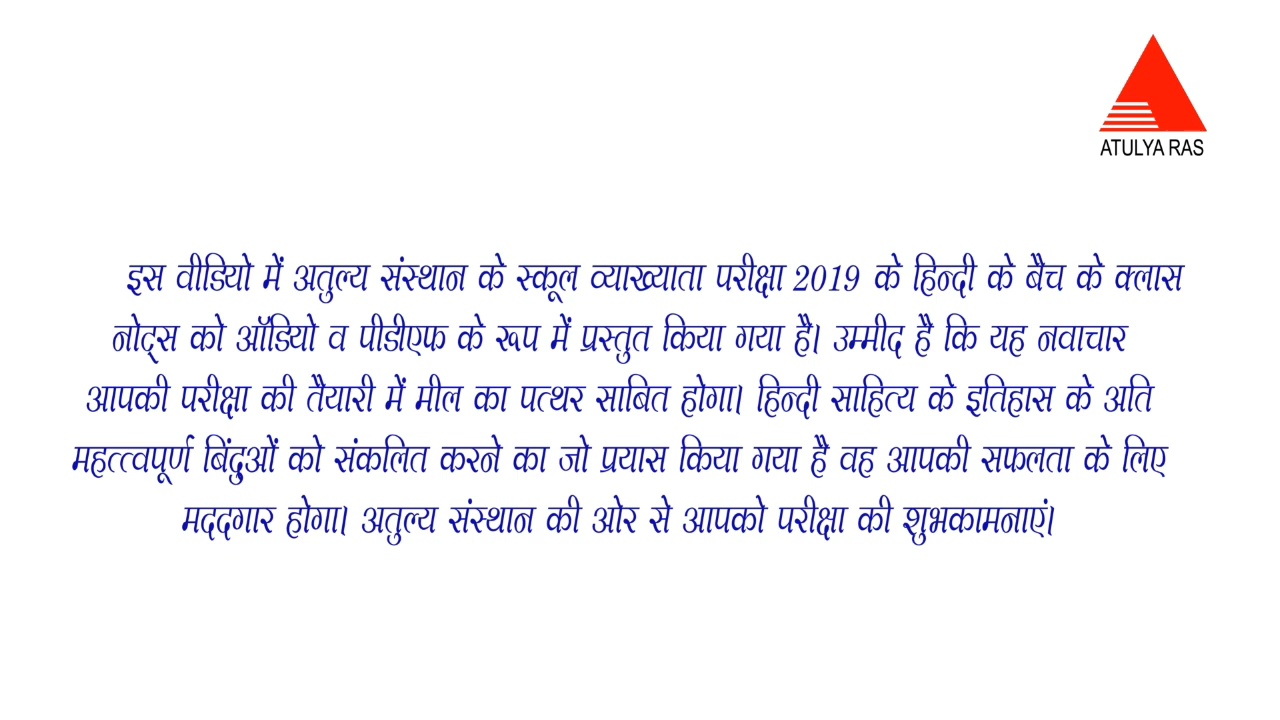 ATULYA RAS
इस वीडियो में अतुल्य संस्थान के स्कूल व्याख्याता परीक्षा 2019 के हिन्दी के बैच के क्लास
नोट्स को ऑडियो व पीडीएफ के रूप में प्रस्तुत किया गया है। उम्मीद है कि यह नवाचार
आपकी परीक्षा की तैयारी में मील का पत्थर साबित होगा। हिन्दी साहित्य के इतिहास के अति
महत्त्वपूर्ण बिंदुओं को संकलित करने का जो प्रयास किया गया है वह आपकी सफलता के लिए
मददगार होगा। अतुल्य संस्थान की ओर से आपको परीक्षा की शुभकामनाएं।